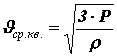 ϑср.кв. = √(3 · P / ρ)